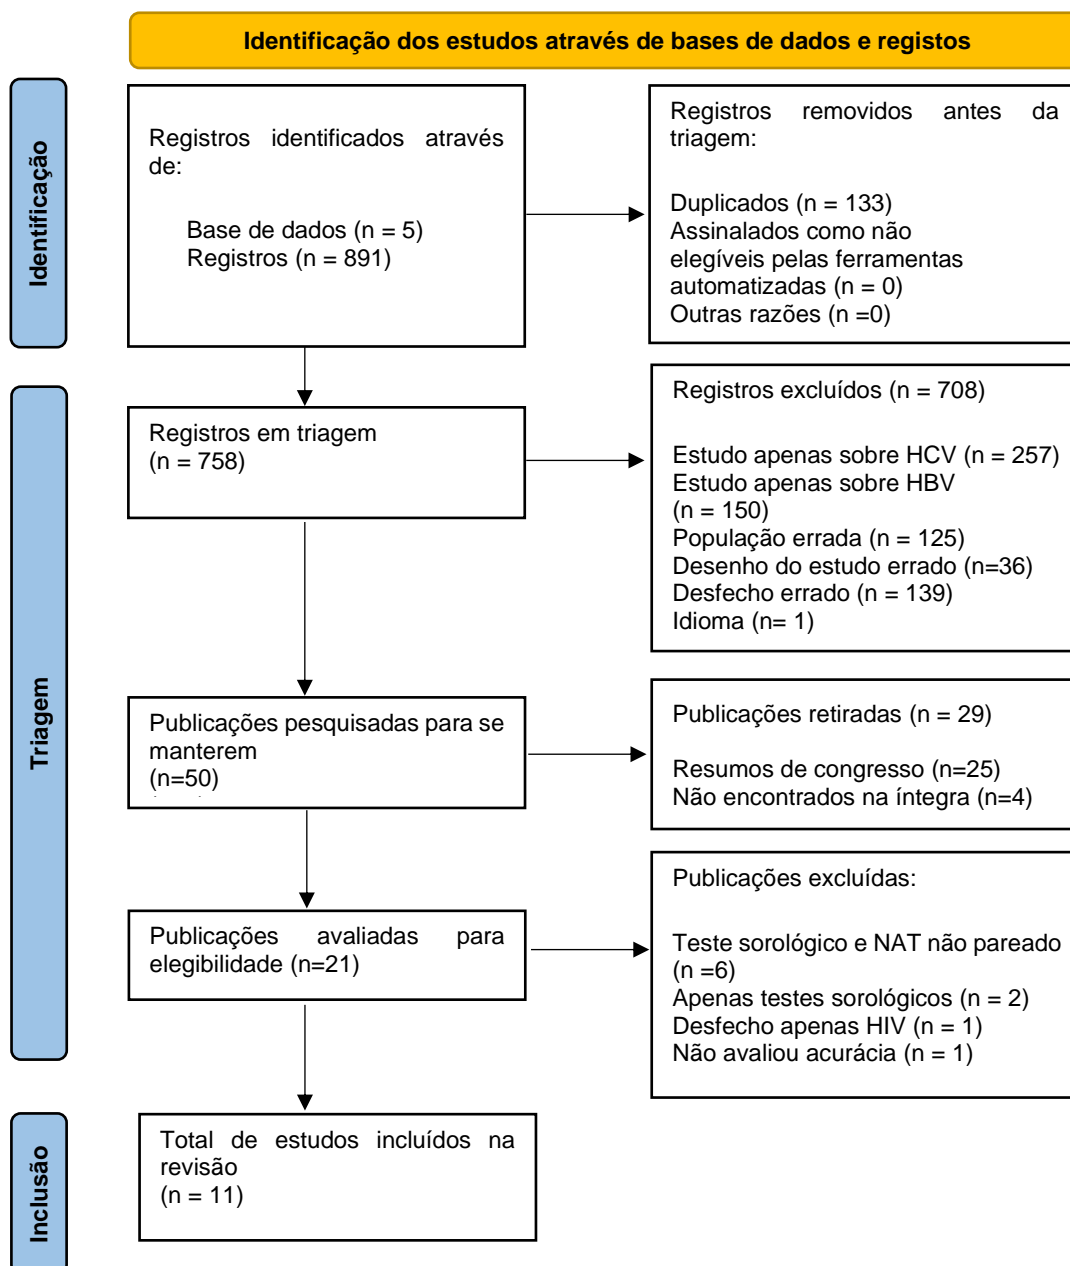 Identificação dos estudos através de bases de dados e registos
Identificação
Registros identificados através
de:
Base de dados (n = 5)
Registros (n = 891)
Registros removidos antes da
triagem:
Duplicados (n = 133)
Assinalados como não
elegíveis pelas ferramentas
automatizadas (n = 0)
Outras razões (n =0)
Triagem
Registros em triagem
(n = 758)
Registros excluídos (n = 708)
Estudo apenas sobre HCV (n = 257)
Estudo apenas sobre HBV
(n = 150)
População errada (n = 125)
Desenho do estudo errado (n=36)
Desfecho errado (n = 139)
Idioma (n= 1)
Publicações pesquisadas para se
manterem
(n=50)
Publicações retiradas (n = 29)
Resumos de congresso (n=25)
Não encontrados na íntegra (n=4)
Publicações avaliadas para
elegibilidade (n=21)
Publicações excluídas:
Teste sorológico e NAT não pareado
(n =6)
Apenas testes sorológicos (n = 2)
Desfecho apenas HIV (n = 1)
Não avaliou acurácia (n = 1)
Inclusão
Total de estudos incluídos na
revisão
(n = 11)